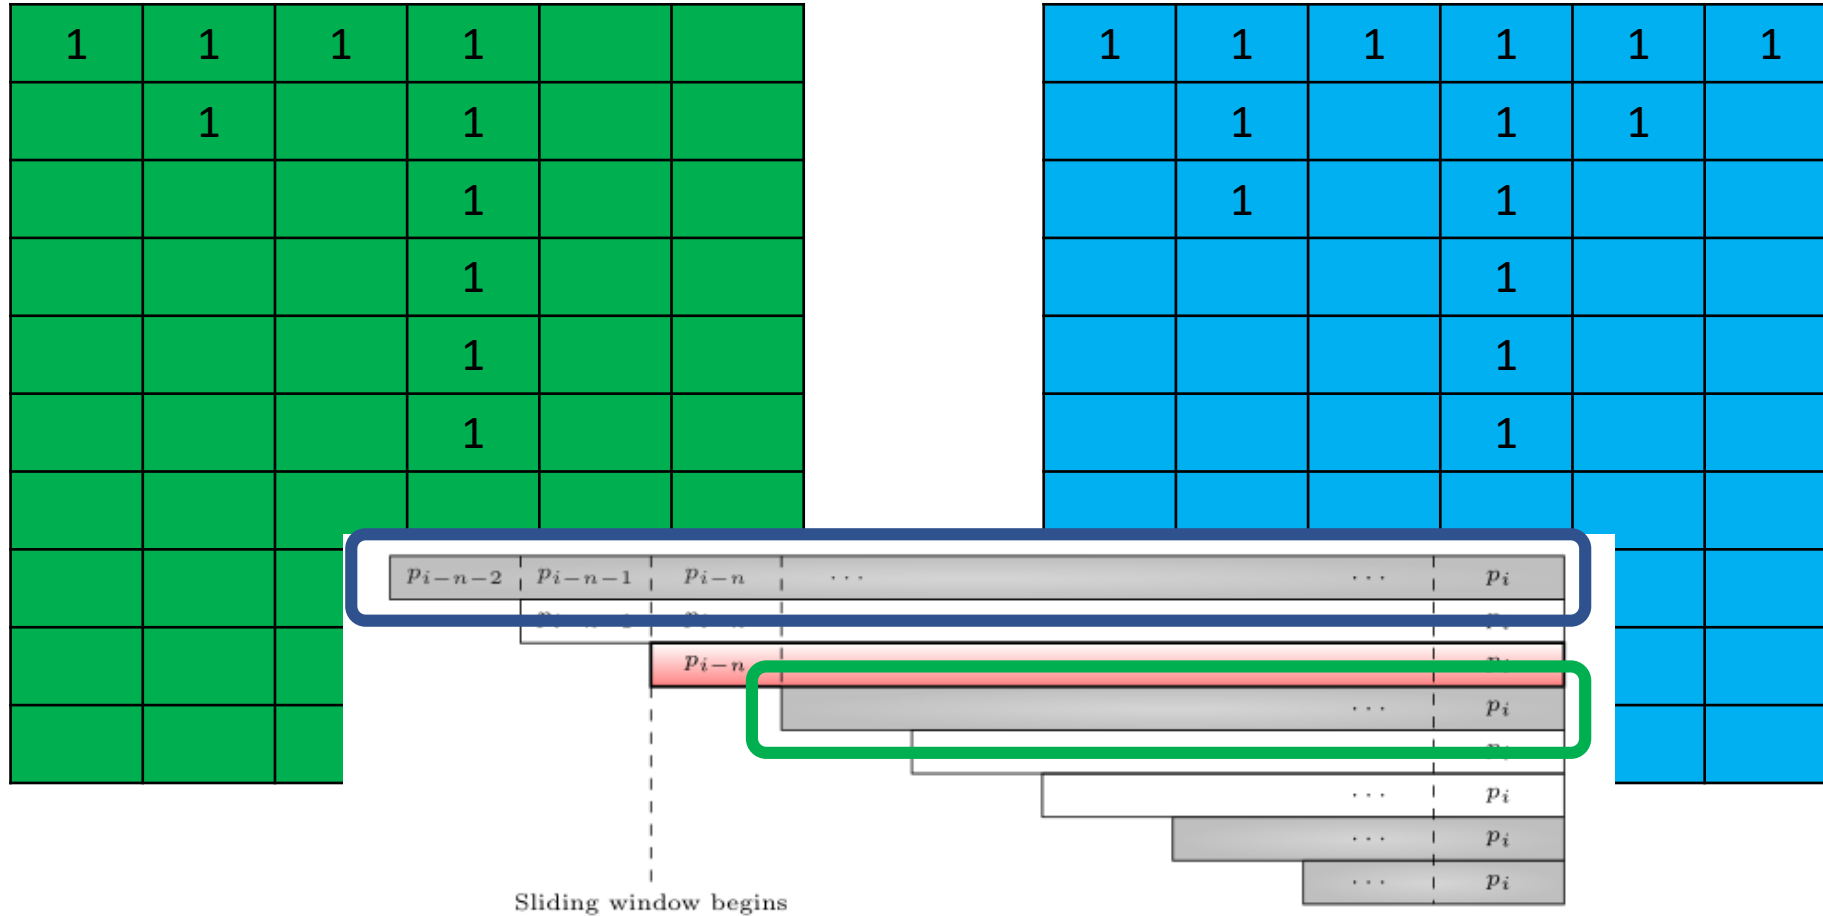 1 1 1 1 1 1 1 1 1 1
1 1 1 1 1
1 1 1
1 1
1 1
1 1
p_{i-n-2} p_{i-n-1} p_{i-n} ... ... p_i
p_{i-n} p_i
... p_i
... p_i
... p_i
... p_i
Sliding window begins